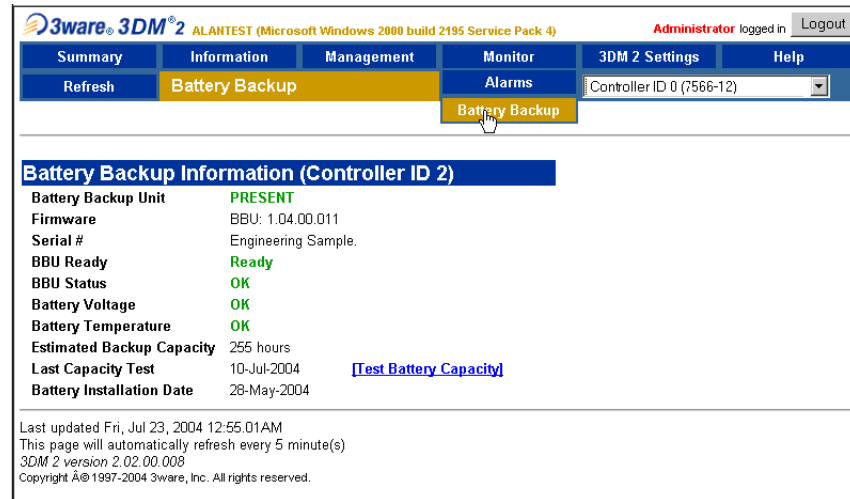 3ware® 3DM®2 ALANTEST (Microsoft Windows 2000 build 2195 Service Pack 4) Administrator logged in Logout
Summary Information Management Monitor 3DM 2 Settings Help
Refresh Battery Backup Alarms Controller ID 0 (7566-12)
Battery Backup
Battery Backup Information (Controller ID 2)
Battery Backup Unit PRESENT
Firmware BBU: 1.04.00.011
Serial # Engineering Sample.
BBU Ready Ready
BBU Status OK
Battery Voltage OK
Battery Temperature OK
Estimated Backup Capacity 255 hours
Last Capacity Test 10-Jul-2004 [Test Battery Capacity]
Battery Installation Date 28-May-2004
Last updated Fri, Jul 23, 2004 12:55.01AM
This page will automatically refresh every 5 minute(s)
3DM 2 version 2.02.00.008
Copyright Â©1997-2004 3ware, Inc. All rights reserved.